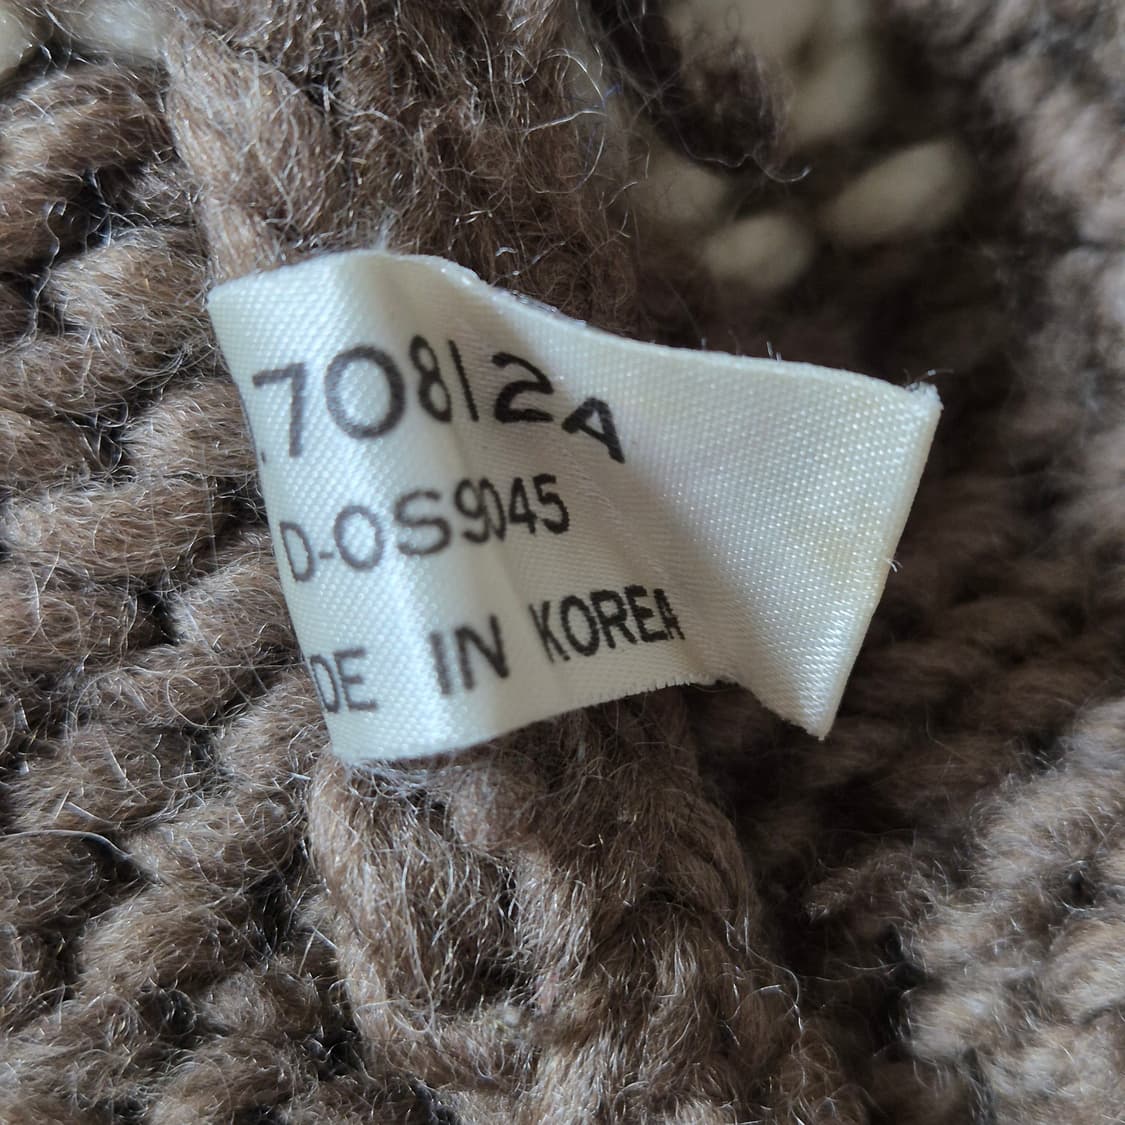 .70812A
D-OS9045
DE IN KOREA